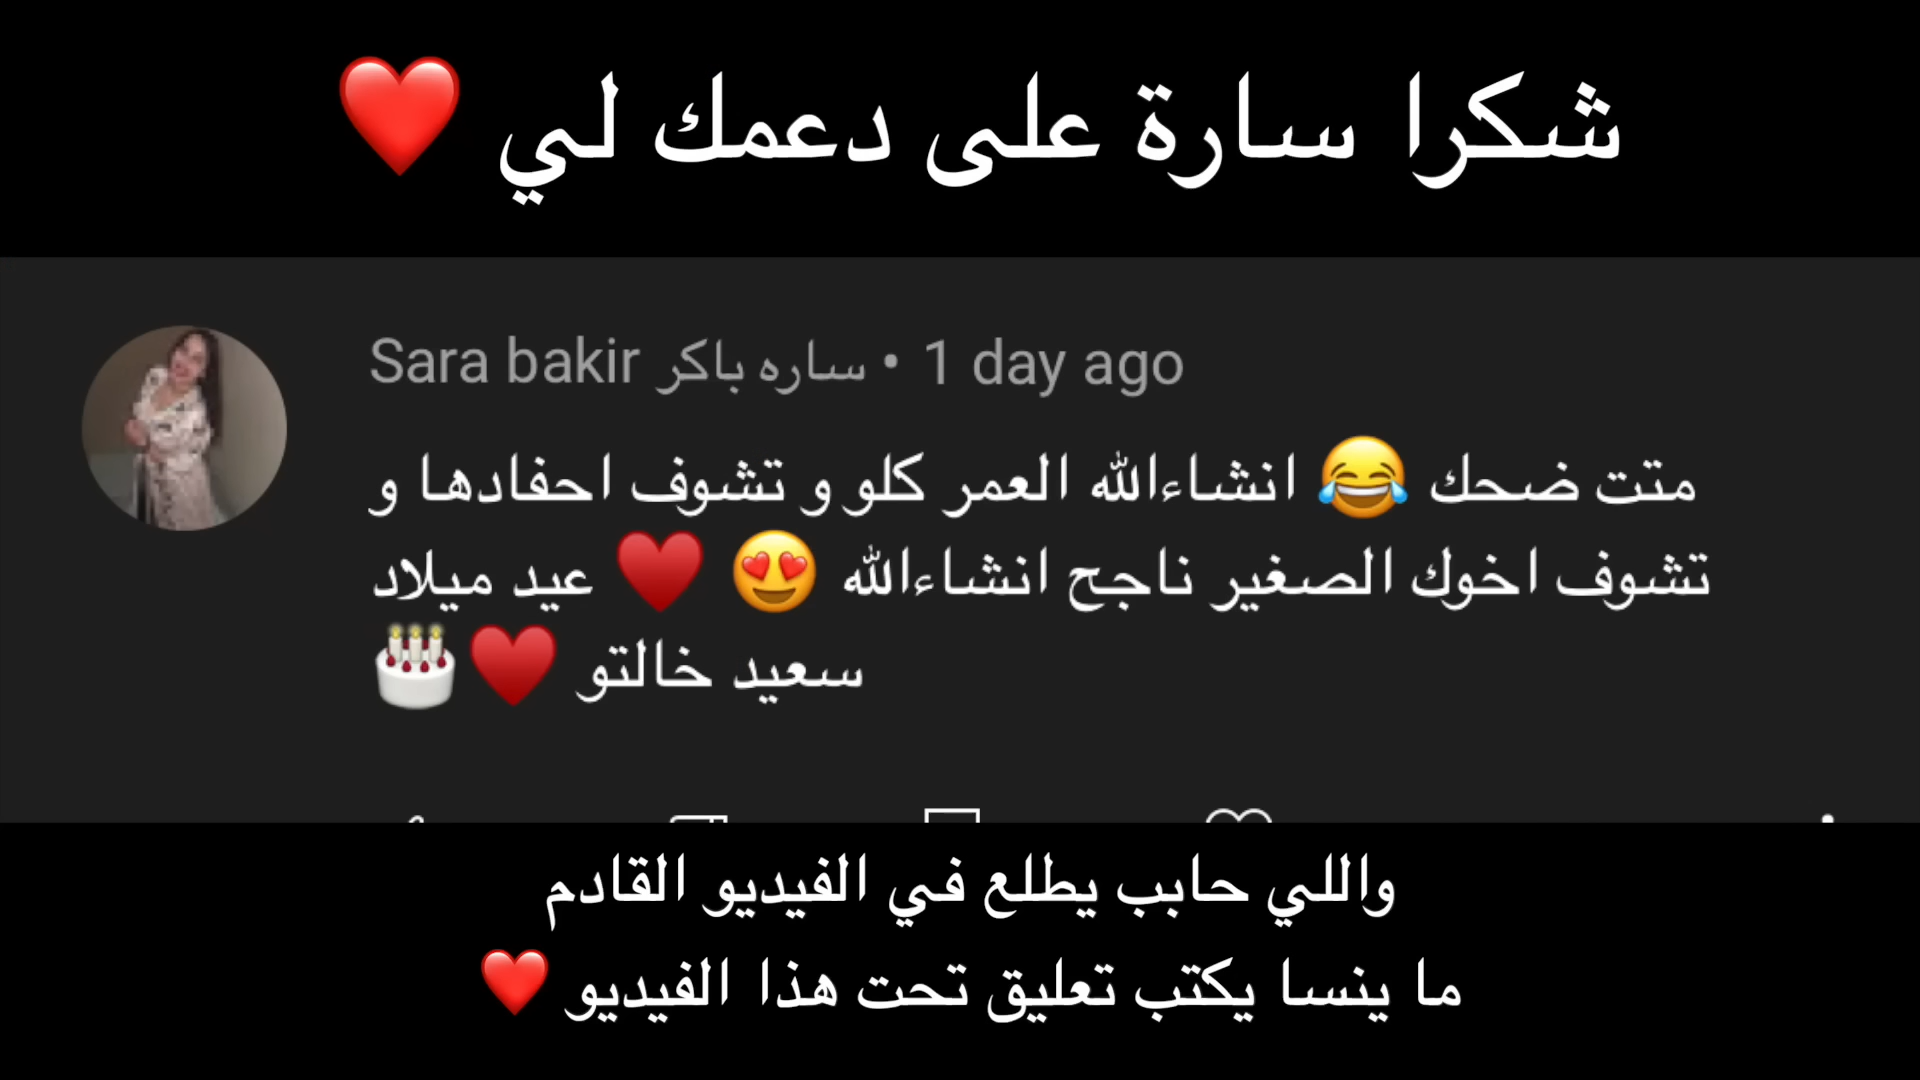 شكرا سارة على دعمك لي ❤️
Sara bakir ساره باكر • 1 day ago
متت ضحك 😂 انشاءالله العمر كلو و تشوف احفادها و
تشوف اخوك الصغير ناجح انشاءالله 😍 ♥️ عيد ميلاد
سعيد خالتو ♥️🎂
واللي حابب يطلع في الفيديو القادم
ما ينسا يكتب تعليق تحت هذا الفيديو ❤️